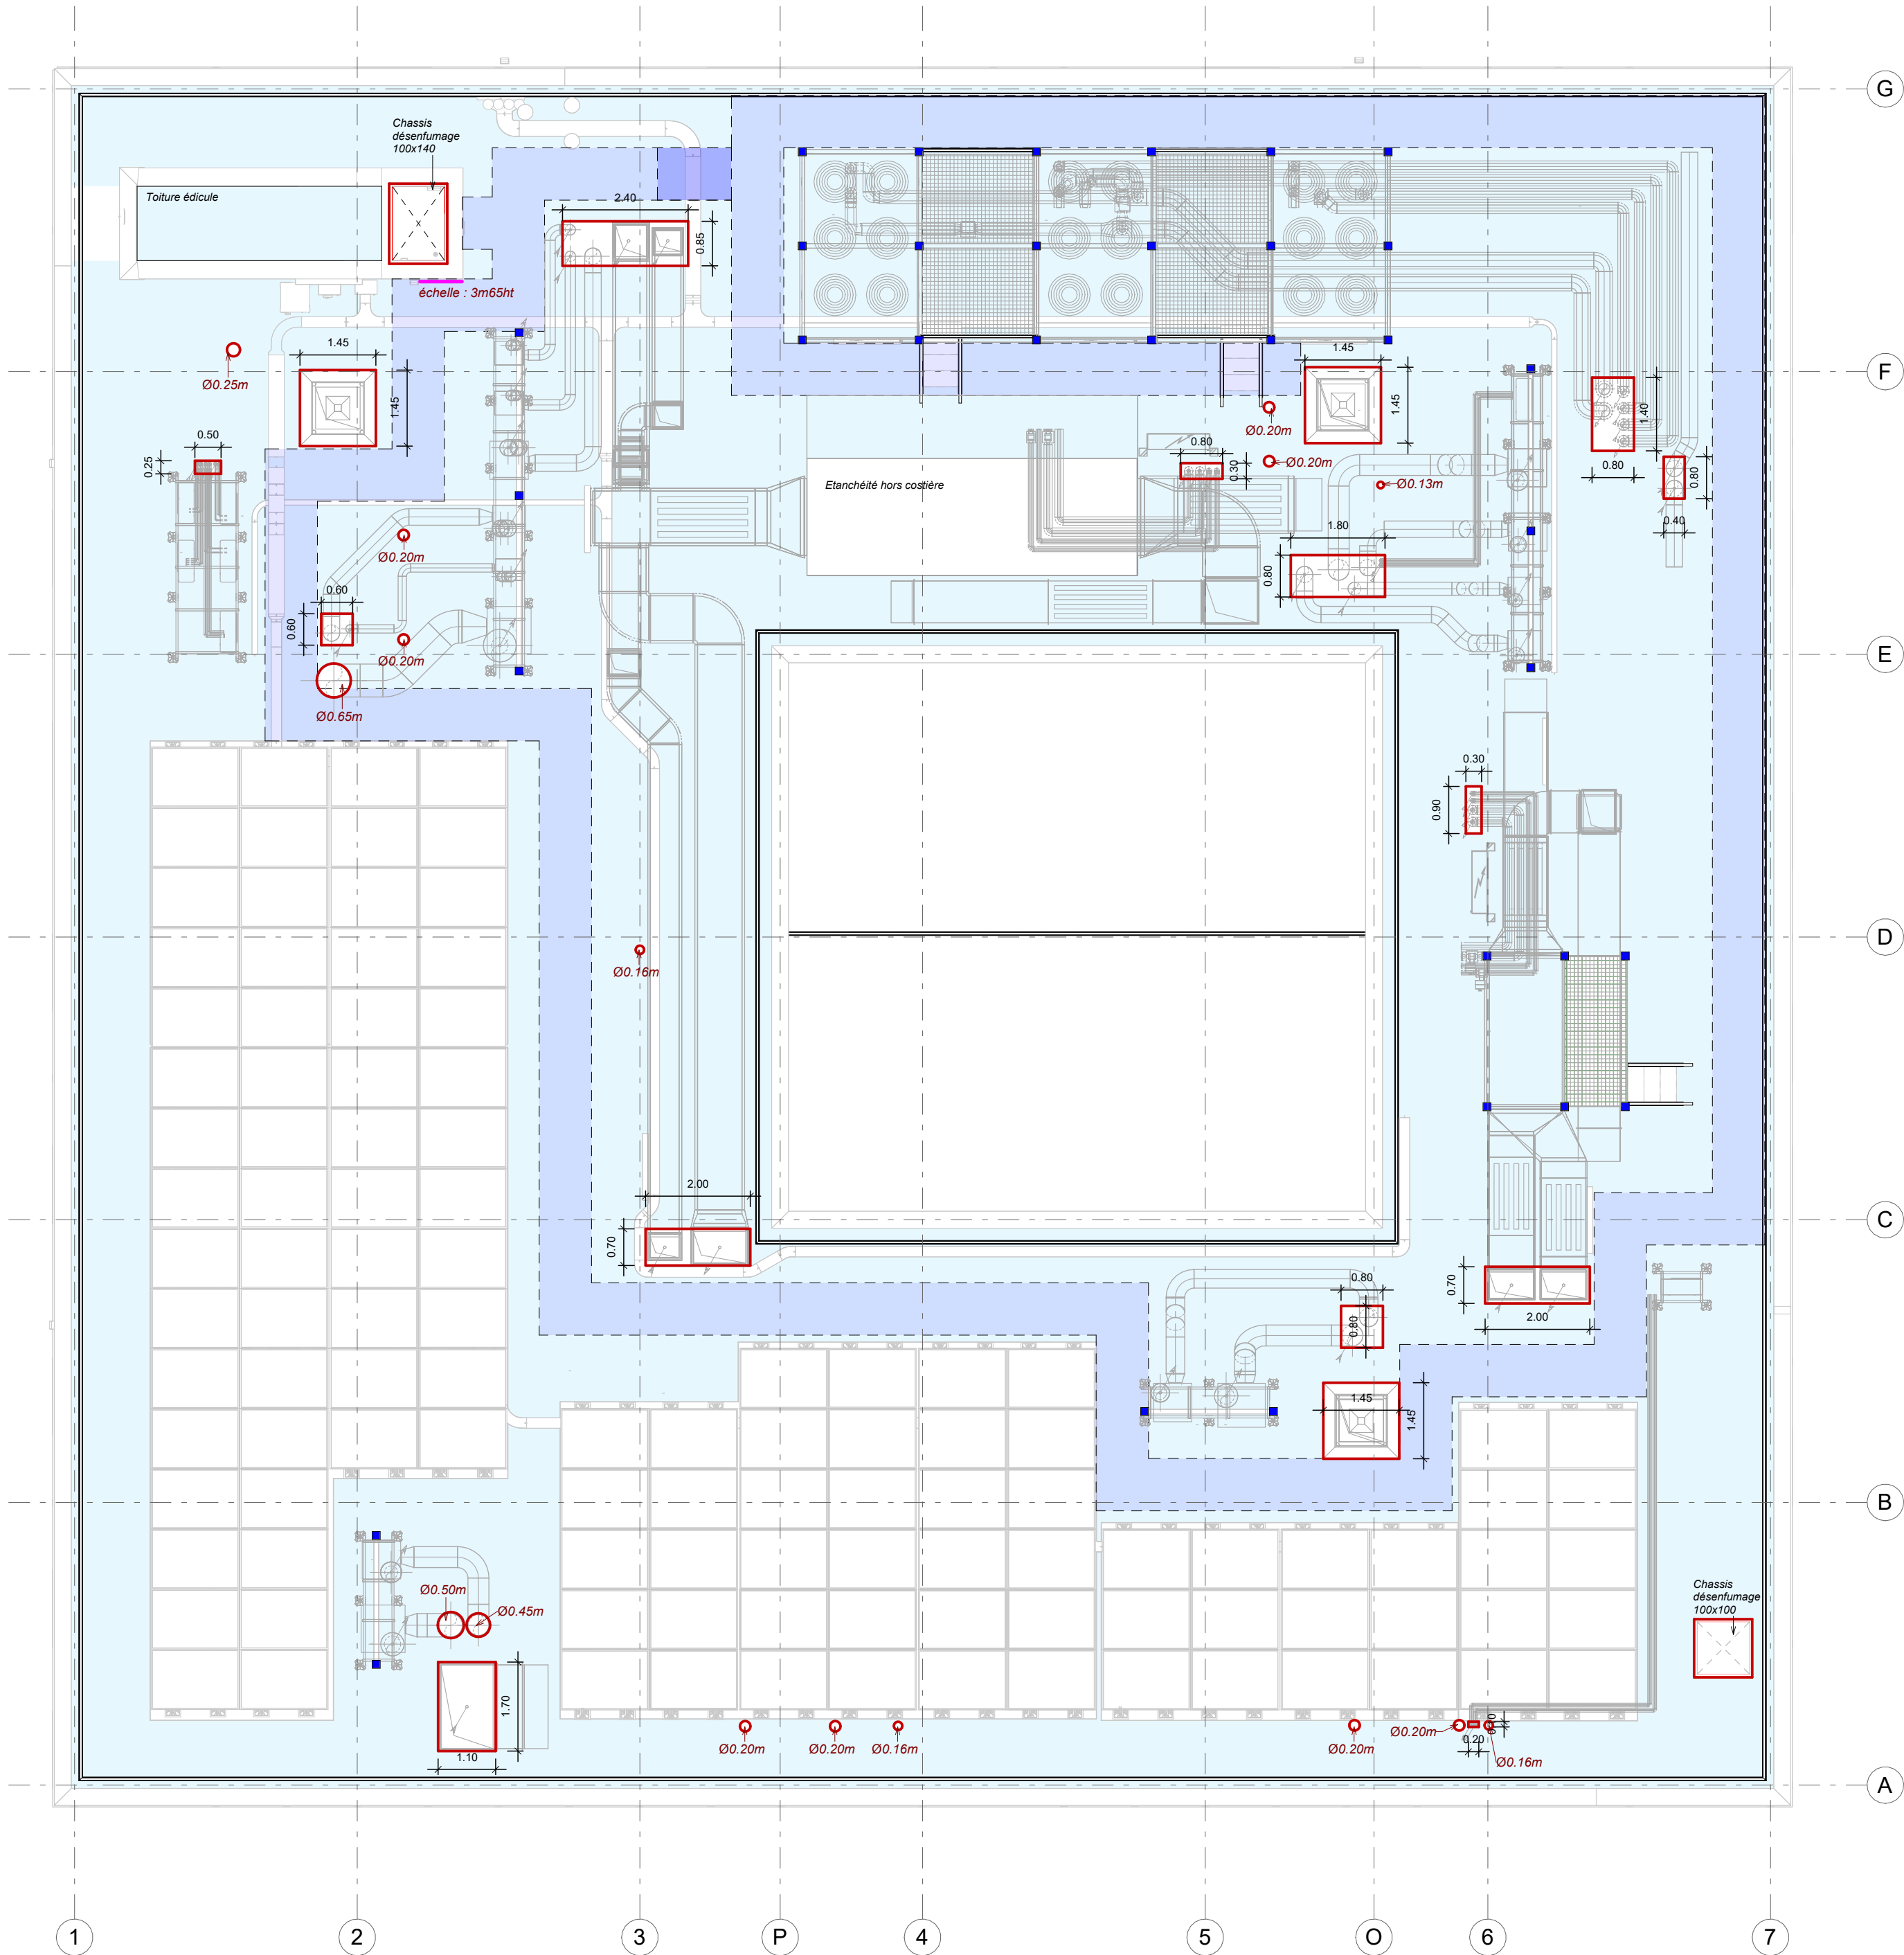 G
Chassis
désenfumage
100x140
Toiture édicule
2.40
0.85
échelle : 3m65ht
1.45
1.45
F
Ø0.25m
1.45
1.45
1.40
Ø0.20m
0.50
0.25
0.80
0.30
Ø0.20m
0.80
0.80
Etanchéité hors costière
Ø0.13m
0.40
1.80
Ø0.20m
0.80
0.60
0.60
Ø0.20m
E
Ø0.65m
0.30
0.90
D
Ø0.16m
2.00
C
0.70
0.80
0.80
0.70
2.00
1.45
1.45
B
Ø0.50m
Ø0.45m
Chassis
désenfumage
100x100
1.70
1.10
Ø0.20m
Ø0.20m
Ø0.16m
Ø0.20m
Ø0.20m
0.20
Ø0.16m
A
1
2
3
P
4
5
O
6
7